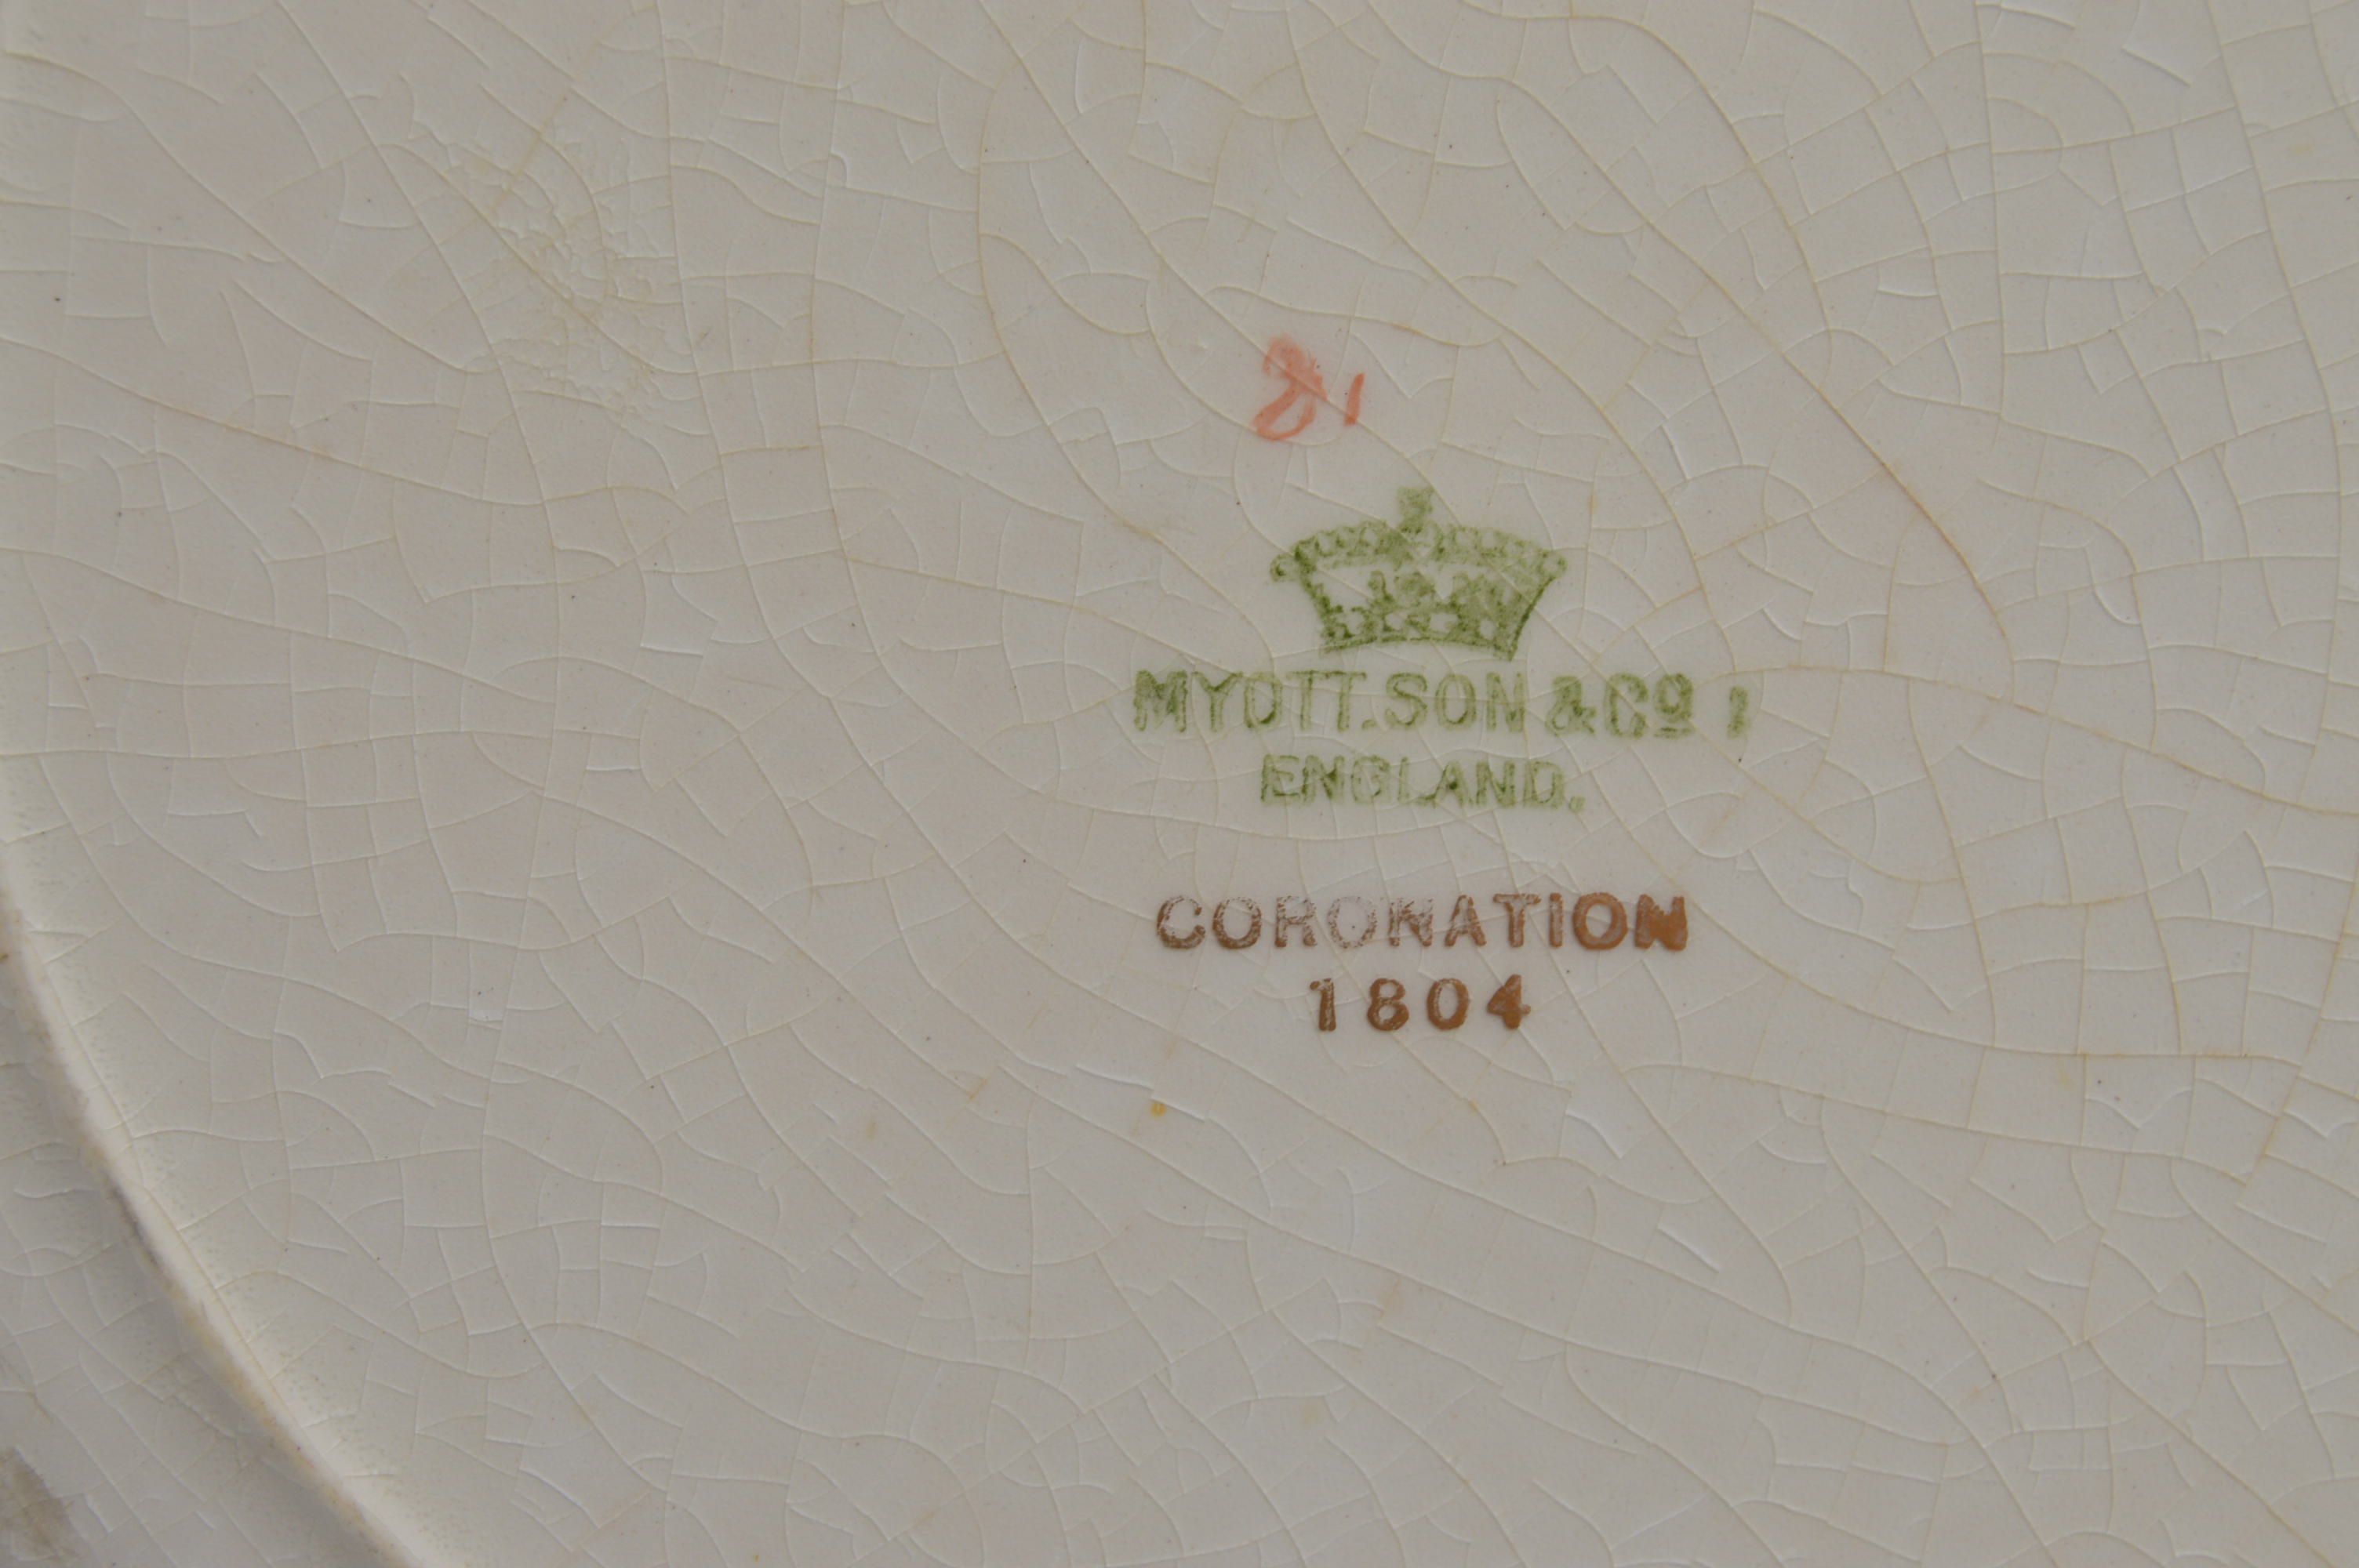 MYOTT.SON & Cº
ENGLAND.
CORONATION
1804